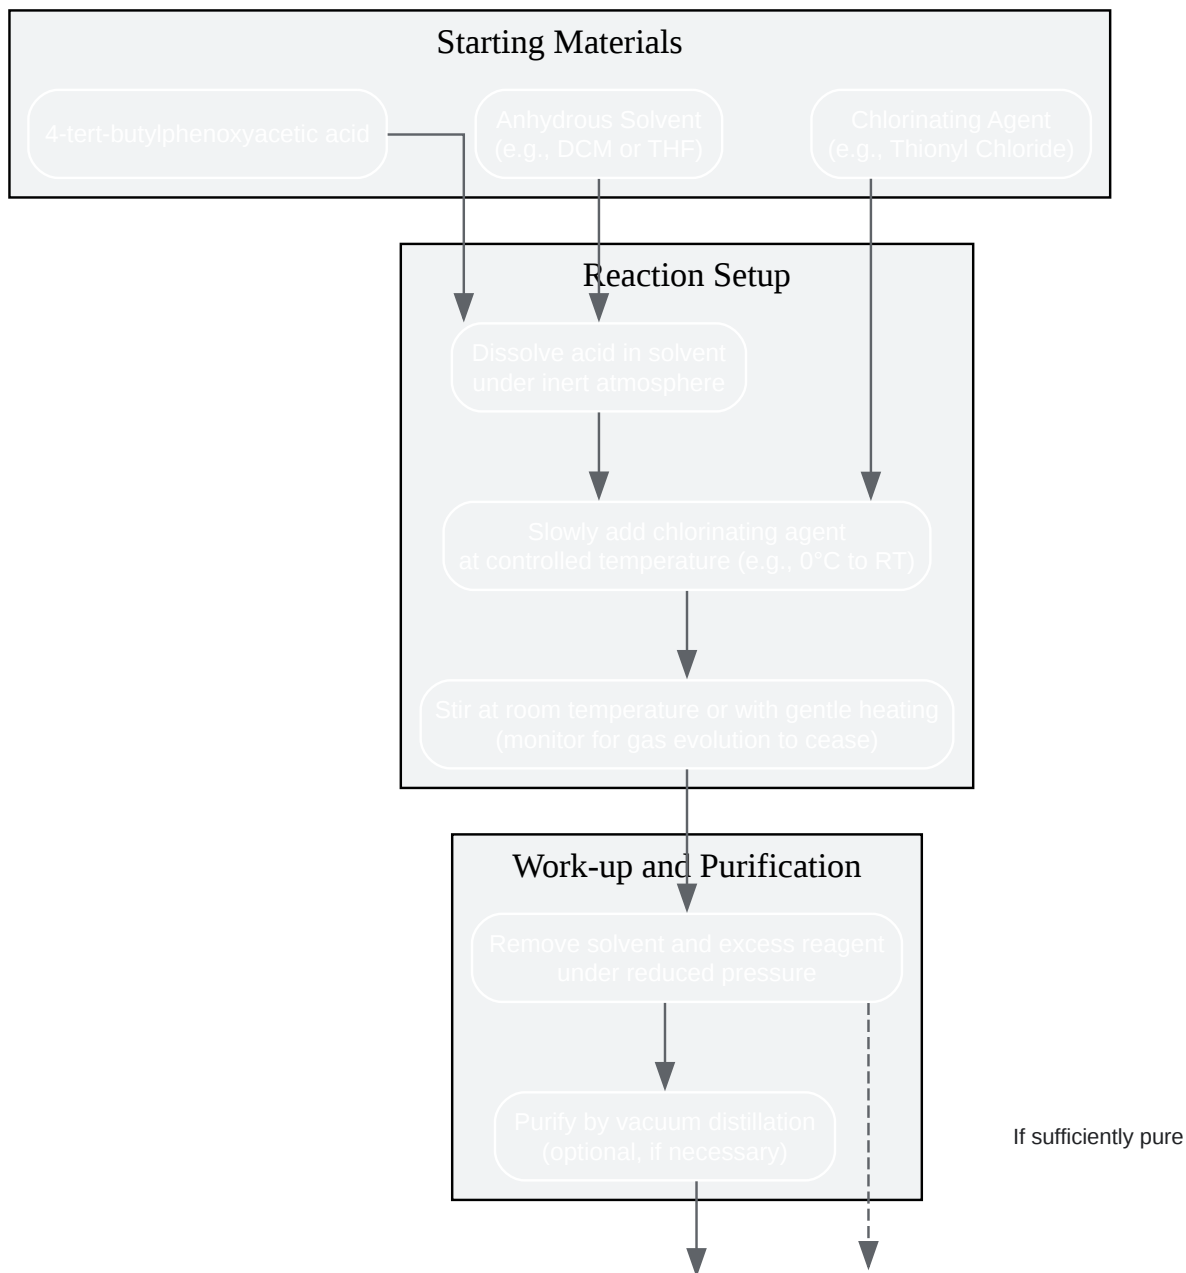 Starting Materials
4-tert-butylphenoxyacetic acid
Anhydrous Solvent
(e.g., DCM or THF)
Chlorinating Agent
(e.g., Thionyl Chloride)
Reaction Setup
Dissolve acid in solvent
under inert atmosphere
Slowly add chlorinating agent
at controlled temperature (e.g., 0°C to RT)
Stir at room temperature or with gentle heating
(monitor for gas evolution to cease)
Work-up and Purification
Remove solvent and excess reagent
under reduced pressure
Purify by vacuum distillation
(optional, if necessary)
If sufficiently pure